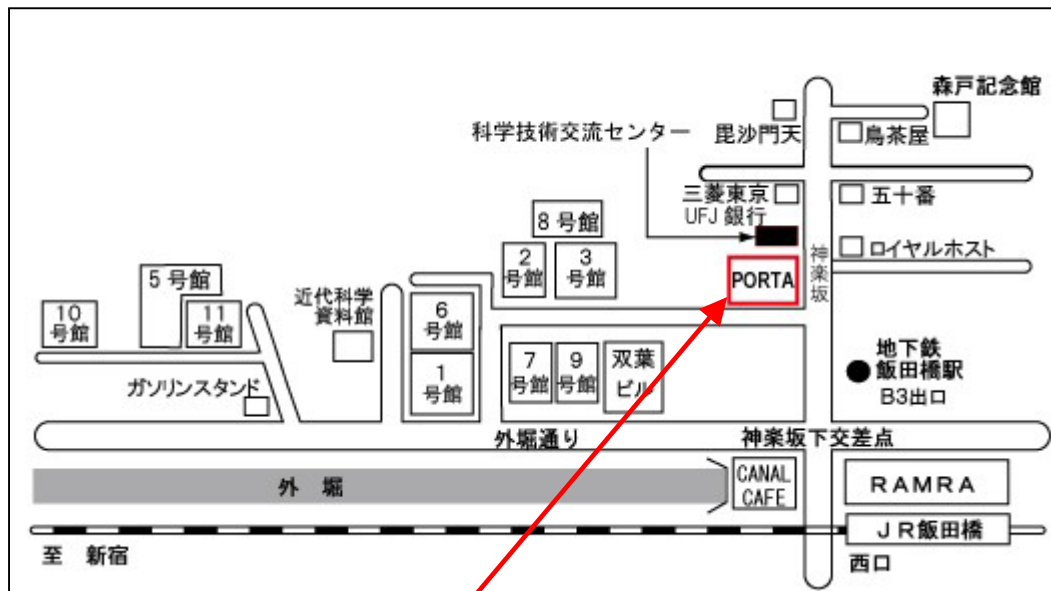 森戸記念館
科学技術交流センター
毘沙門天
鳥茶屋
三菱東京
UFJ 銀行
五十番
8 号館
2
号館
3
号館
神楽坂
ロイヤルホスト
PORTA
5 号館
10
号館
11
号館
近代科学
資料館
6
号館
1
号館
7
号館
9
号館
双葉
ビル
地下鉄
飯田橋駅
B3出口
ガソリンスタンド
外堀通り
神楽坂下交差点
外 堀
CANAL
CAFE
RAMRA
JR飯田橋
至 新宿
西口